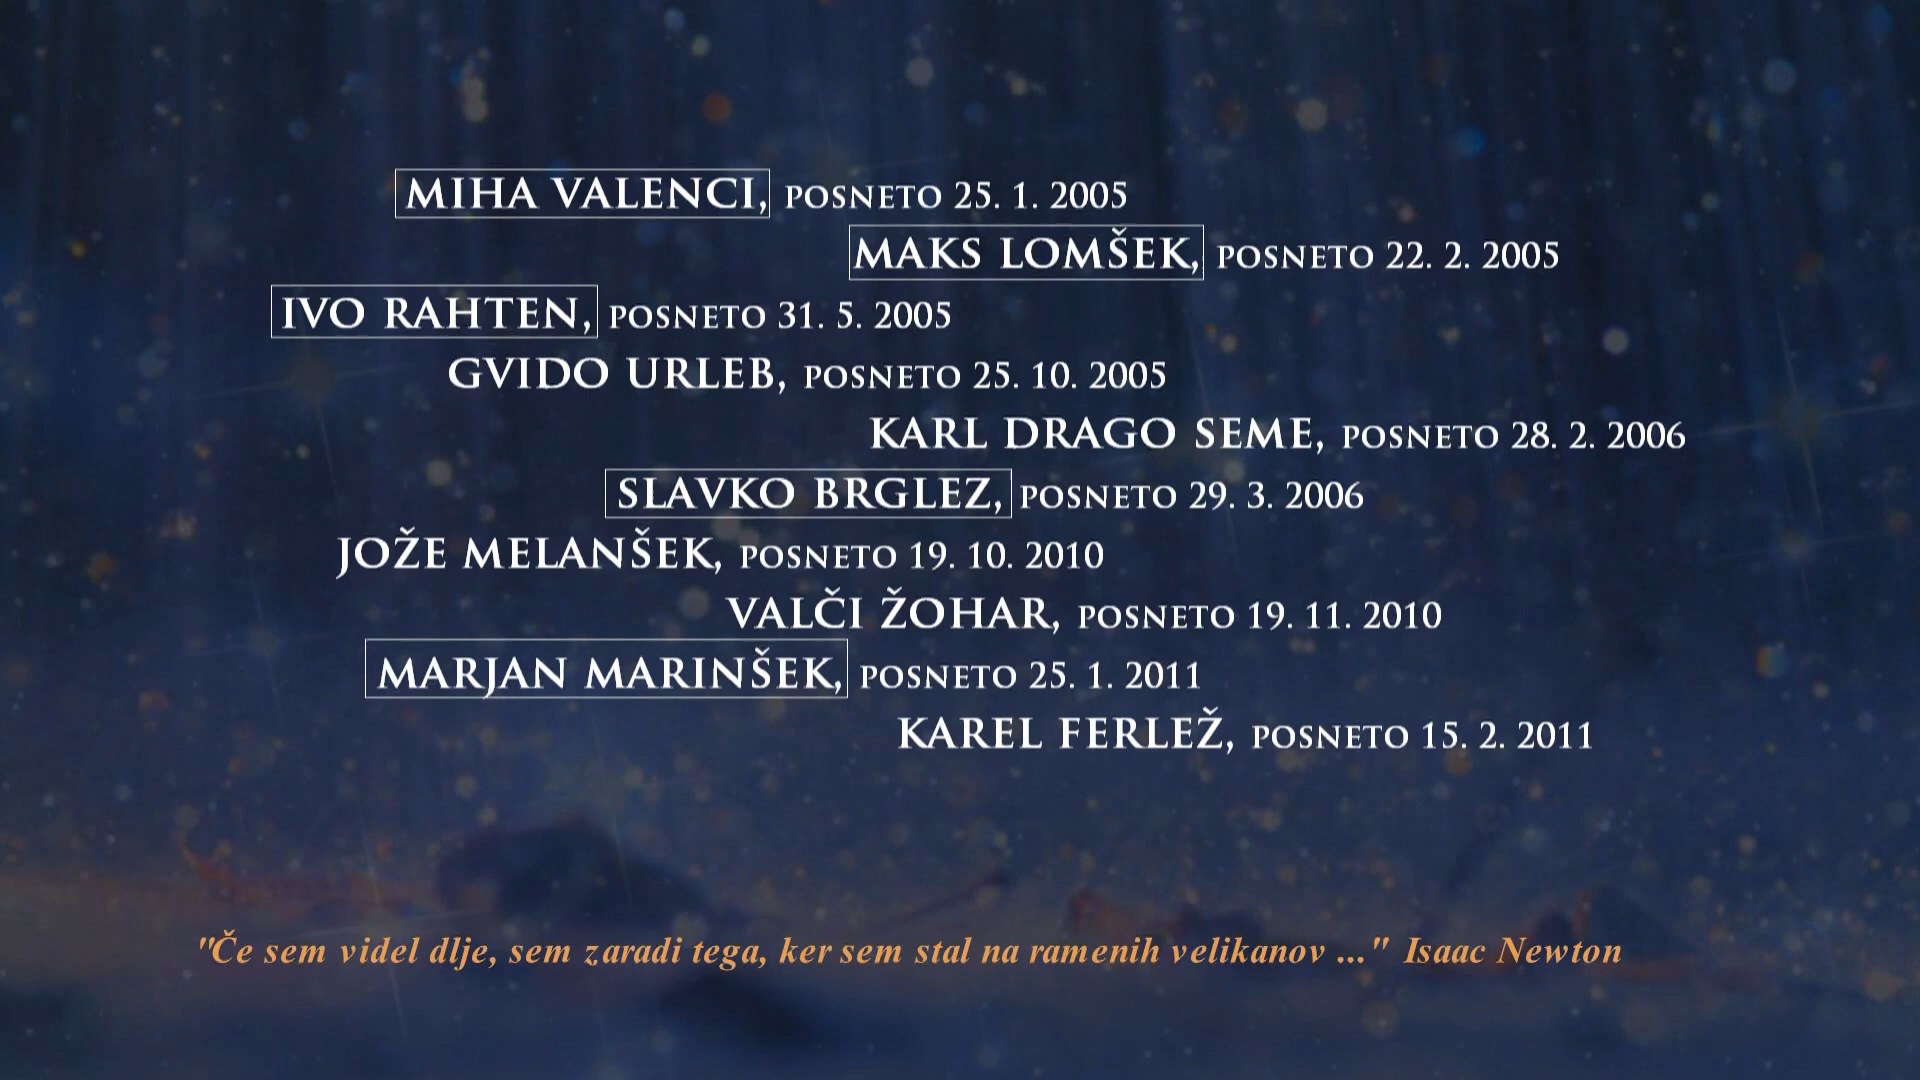 MIHA VALENCI, POSNETO 25. 1. 2005
MAKS LOMŠEK, POSNETO 22. 2. 2005
IVO RAHTEN, POSNETO 31. 5. 2005
GVIDO URLEB, POSNETO 25. 10. 2005
KARL DRAGO SEME, POSNETO 28. 2. 2006
SLAVKO BRGLEZ, POSNETO 29. 3. 2006
JOŽE MELANŠEK, POSNETO 19. 10. 2010
VALČI ŽOHAR, POSNETO 19. 11. 2010
MARJAN MARINŠEK, POSNETO 25. 1. 2011
KAREL FERLEŽ, POSNETO 15. 2. 2011
"Če sem videl dlje, sem zaradi tega, ker sem stal na ramenih velikanov ..." Isaac Newton